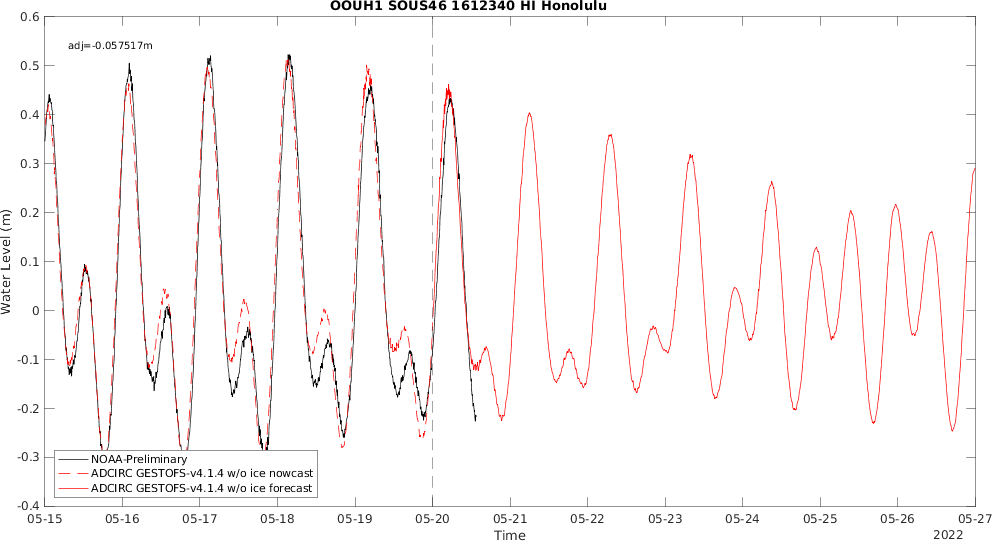 OOUH1 SOUS46 1612340 HI Honolulu
adj=-0.057517m
0.6
0.5
0.4
0.3
0.2
0.1
0
-0.1
-0.2
-0.3
-0.4
Water Level (m)
NOAA-Preliminary
ADCIRC GESTOFS-v4.1.4 w/o ice nowcast
ADCIRC GESTOFS-v4.1.4 w/o ice forecast
05-15 05-16 05-17 05-18 05-19 05-20 05-21 05-22 05-23 05-24 05-25 05-26 05-27
Time
2022